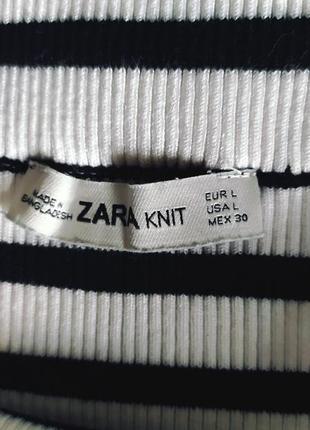 MADE IN
BANGLADESH
ZARA KNIT
EUR L
USA L
MEX 30